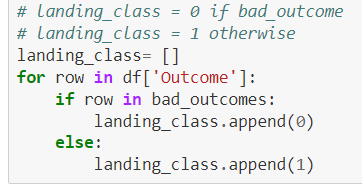 # landing_class = 0 if bad_outcome
# landing_class = 1 otherwise
landing_class= []
for row in df['Outcome']:
    if row in bad_outcomes:
        landing_class.append(0)
    else:
        landing_class.append(1)